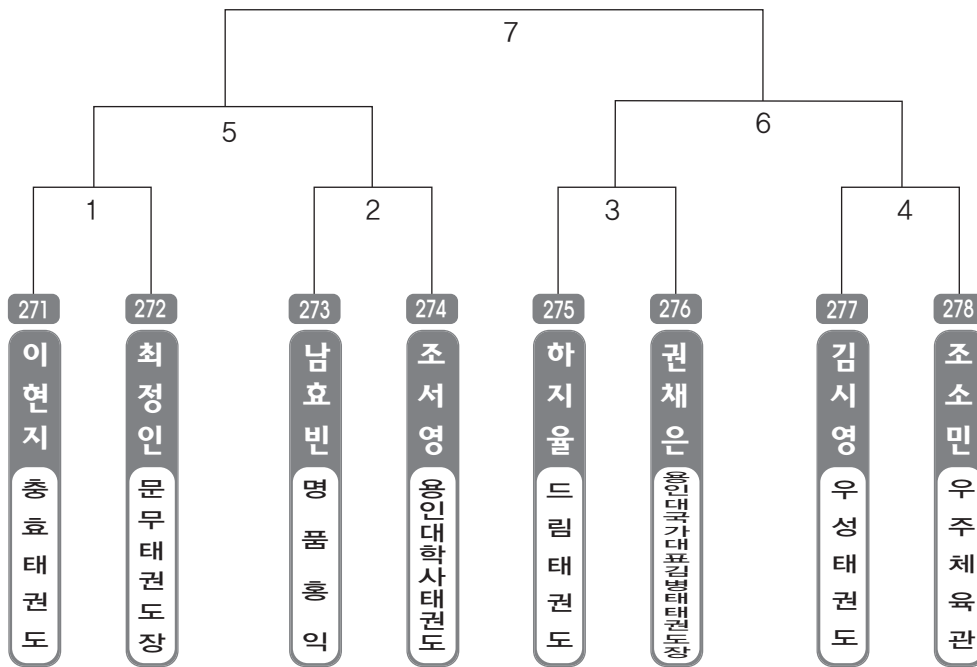 7
5
6
1
2
3
4
271
272
273
274
275
276
277
278
이현지
최정인
남효빈
조서영
하지율
권채은
김시영
조소민
충효태권도
문무태권도장
명품홍익
용인대학사태권도
드림태권도
용인대국가대표김병태태권도장
우성태권도
우주체육관